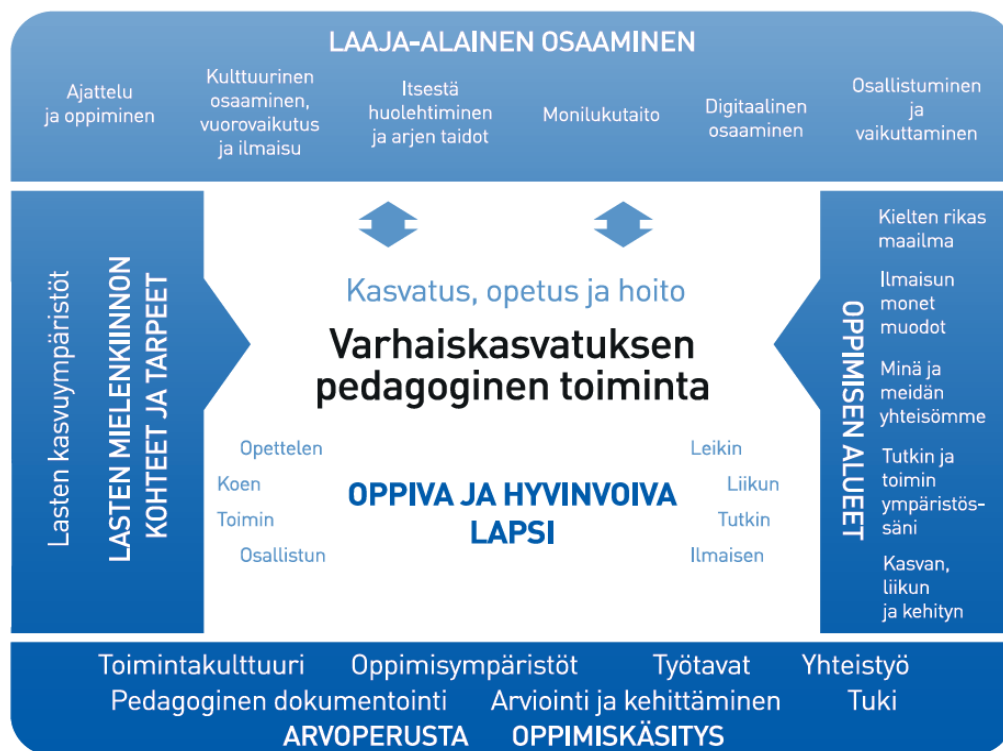 LAAJA-ALAINEN OSAAMINEN
Ajattelu
ja oppiminen
Kulttuurinen
osaaminen,
vuorovaikutus
ja ilmaisu
Itsestä
huolehtiminen
ja arjen taidot
Monilukutaito
Digitaalinen
osaaminen
Osallistuminen
ja
vaikuttaminen
Lasten kasvuympäristöt
LASTEN MIELENKIINNON
KOHTEET JA TARPEET
Kasvatus, opetus ja hoito
Varhaiskasvatuksen
pedagoginen toiminta
Opettelen
Koen
Toimin
Osallistun
OPPIVA JA HYVINVOIVA
LAPSI
Leikin
Liikun
Tutkin
Ilmaisen
OPPIMISEN ALUEET
Kielten rikas
maailma
Ilmaisun
monet
muodot
Minä ja
meidän
yhteisömme
Tutkin ja
toimin
ympäristös-
säni
Kasvan,
liikun
ja kehityn
Toimintakulttuuri Oppimisympäristöt Työtavat Yhteistyö
Pedagoginen dokumentointi Arviointi ja kehittäminen Tuki
ARVOPERUSTA OPPIMISKÄSITYS